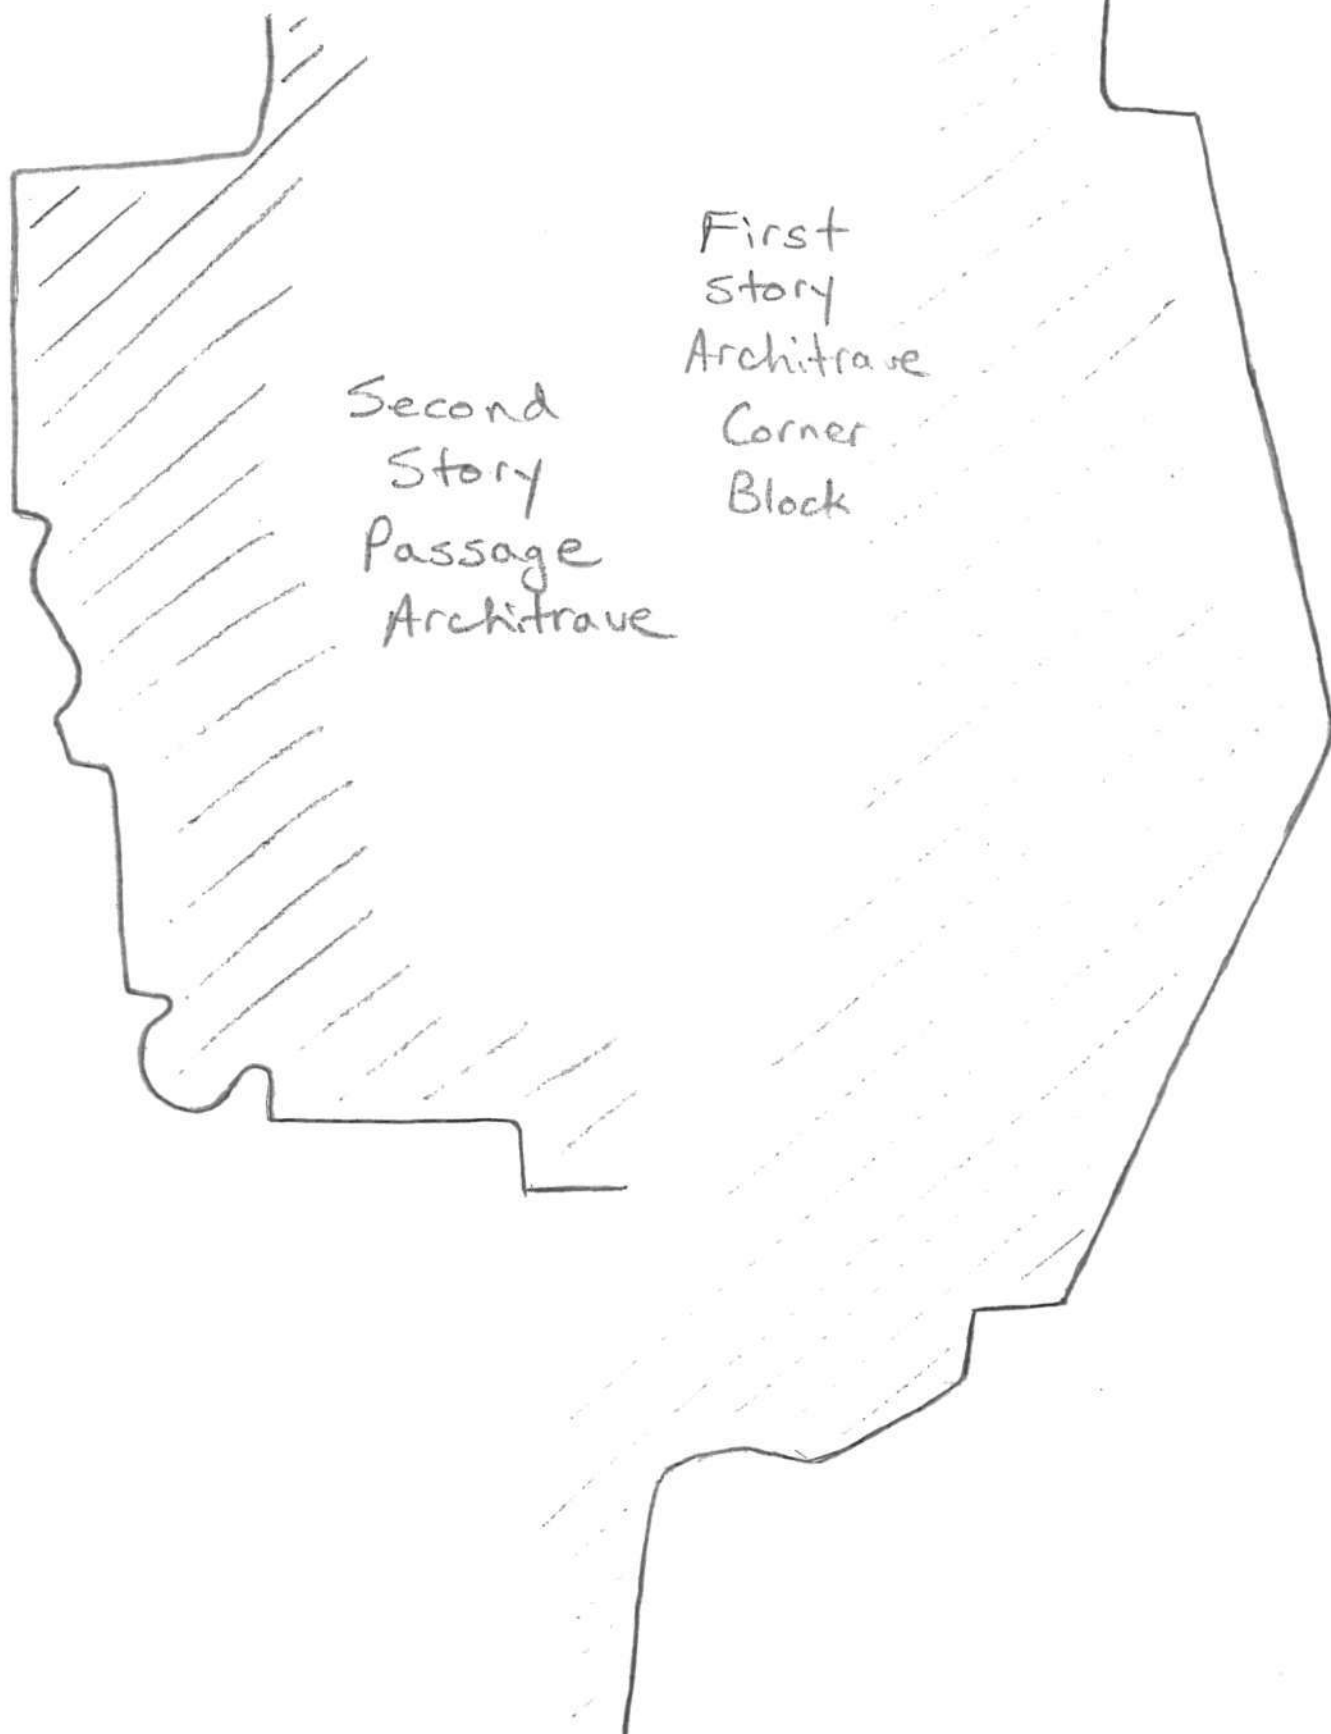 First
Story
Architrave
Corner
Block
Second
Story
Passage
Architrave